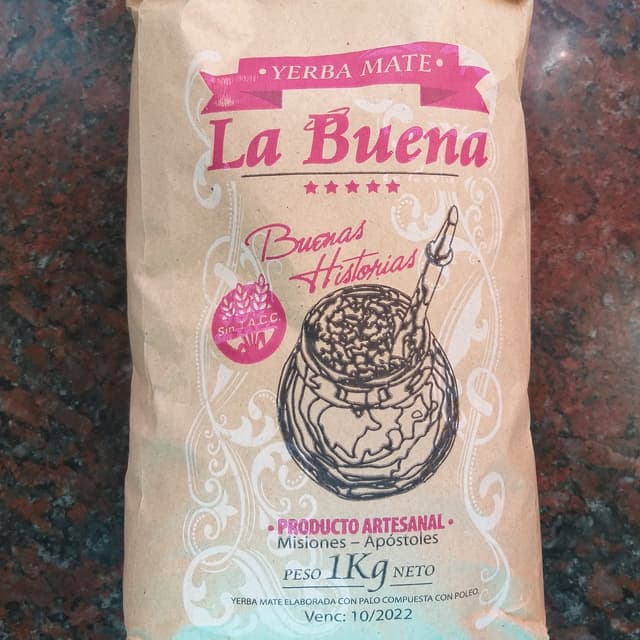 · YERBA MATE ·
La Buena
Buenas
Historias
Sin T.A.C.C.
· PRODUCTO ARTESANAL ·
Misiones – Apóstoles
PESO 1Kg NETO
YERBA MATE ELABORADA CON PALO COMPUESTA CON POLEO.
Venc: 10/2022